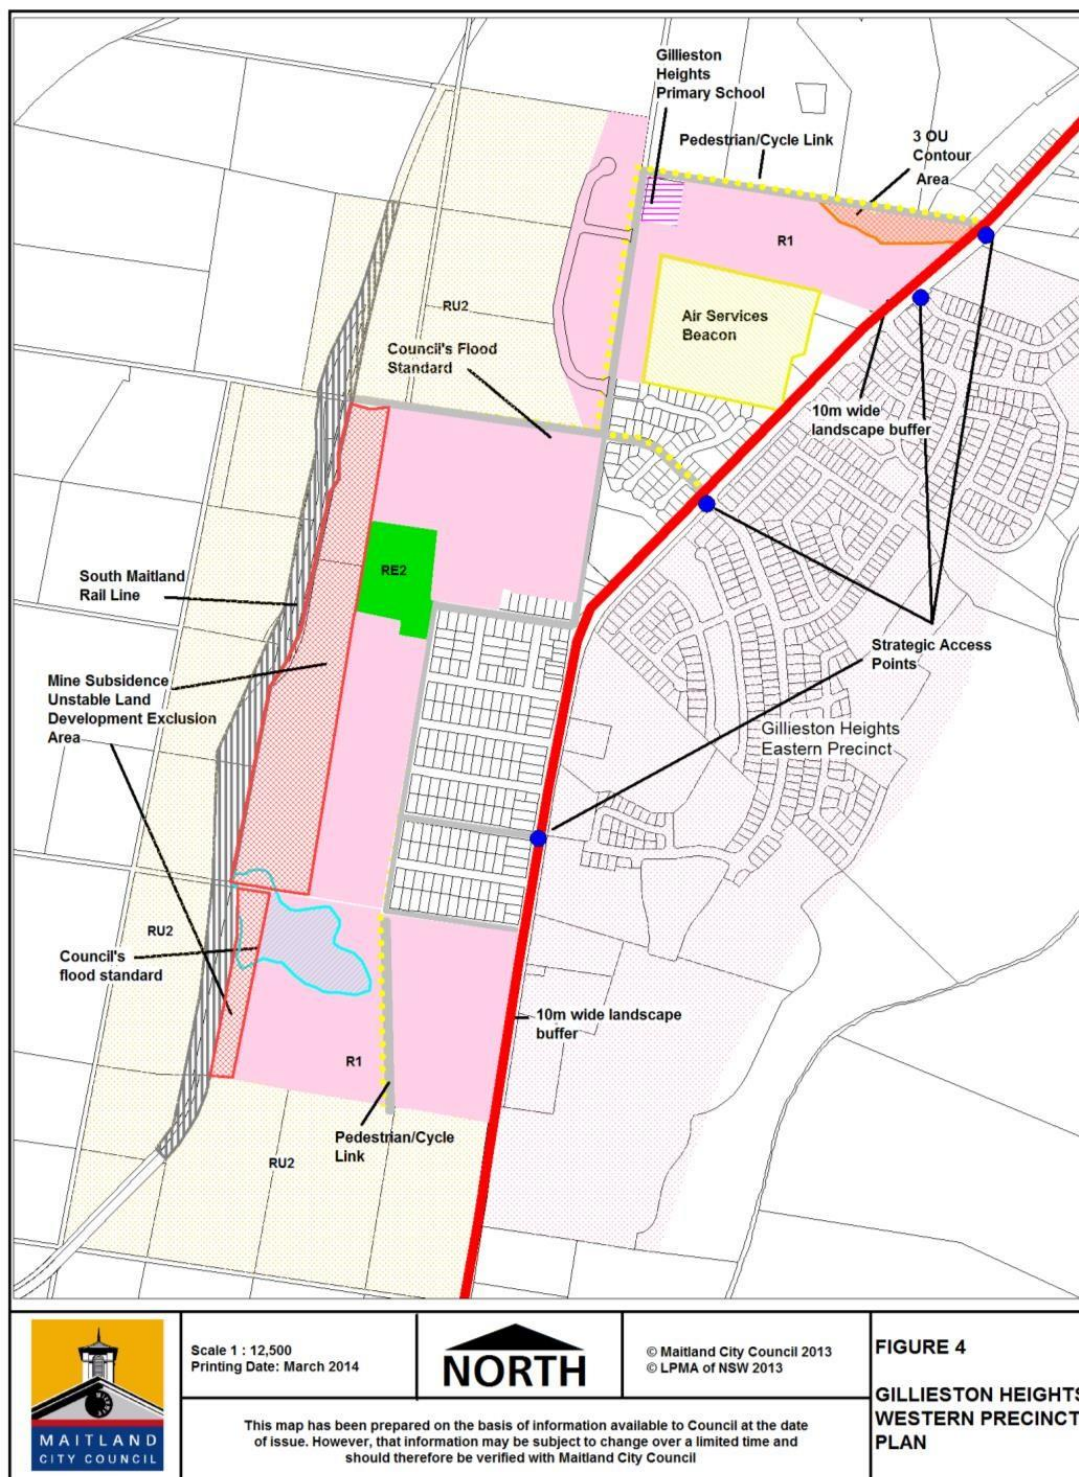 Gillieston
Heights
Primary School
Pedestrian/Cycle Link
3 OU
Contour
Area
R1
RU2
Air Services
Beacon
Council's Flood
Standard
10m wide
landscape buffer
South Maitland
Rail Line
RE2
Strategic Access
Points
Mine Subsidence
Unstable Land
Development Exclusion
Area
Gillieston Heights
Eastern Precinct
RU2
Council's
flood standard
10m wide landscape
buffer
R1
Pedestrian/Cycle
Link
RU2
MAITLAND
CITY COUNCIL
Scale 1 : 12,500
Printing Date: March 2014
NORTH
© Maitland City Council 2013
© LPMA of NSW 2013
This map has been prepared on the basis of information available to Council at the date
of issue. However, that information may be subject to change over a limited time and
should therefore be verified with Maitland City Council
FIGURE 4
GILLIESTON HEIGHTS
WESTERN PRECINCT
PLAN